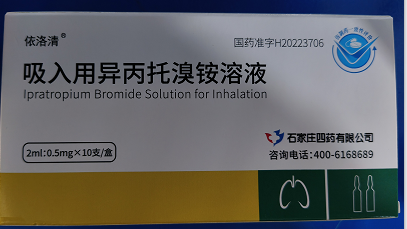 依洛清®
国药准字H20223706
吸入用异丙托溴铵溶液
Ipratropium Bromide Solution for Inhalation
2ml:0.5mg×10支/盒
石家庄四药有限公司
咨询电话:400-6168689